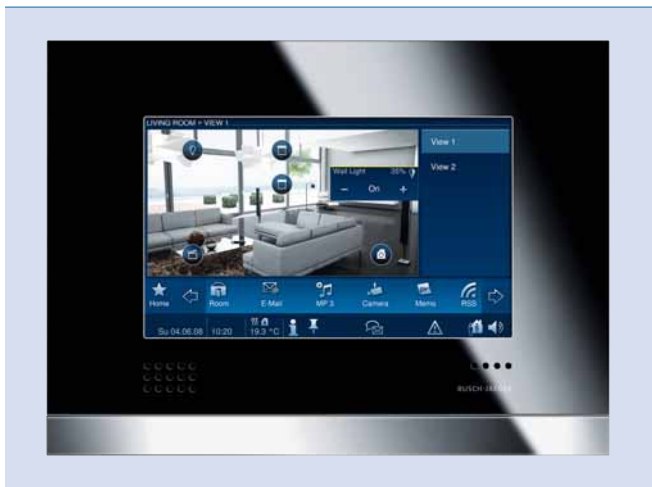 LIVING ROOM > VIEW 1
View 1
View 2
Wall Light 35%
− On +
Home Room E-Mail MP 3 Camera Memo RSS
Su 04.06.08 10:20 19.3 °C
BUSCH-JAEGER